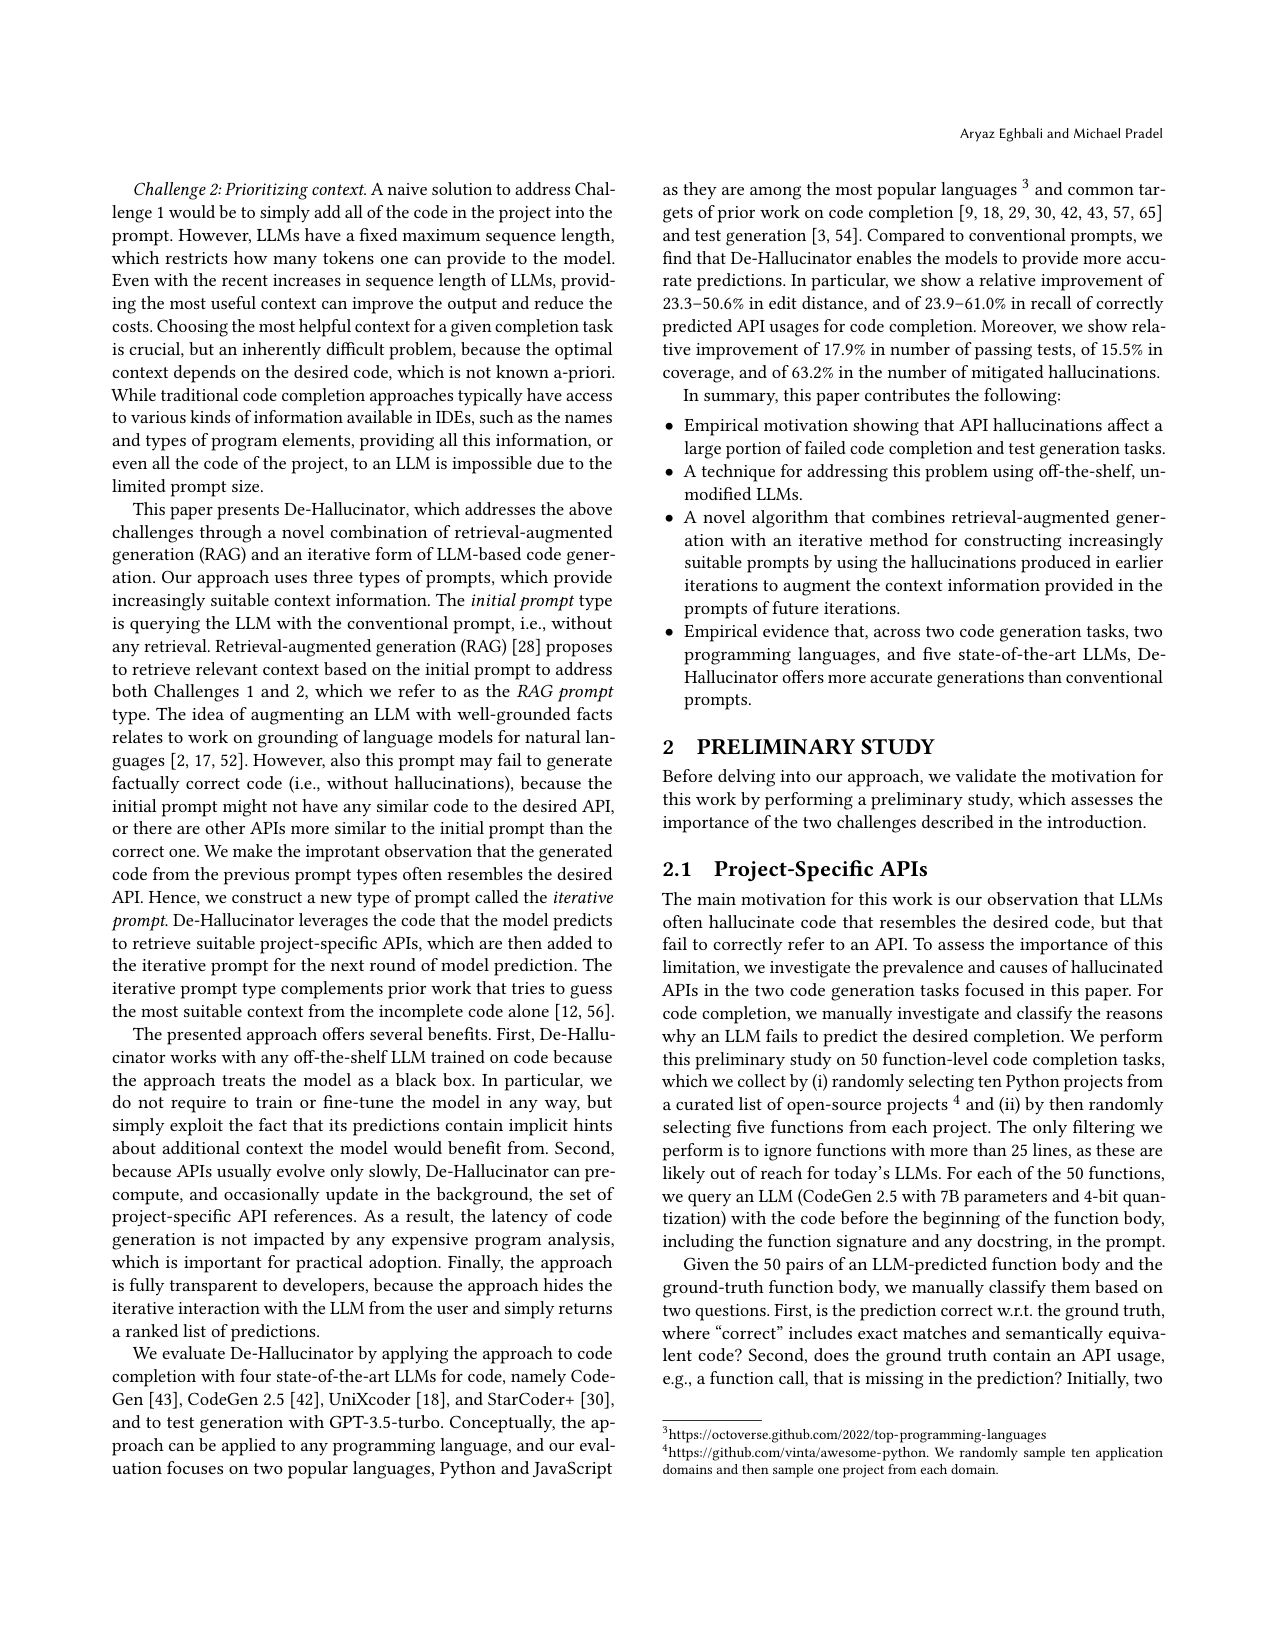 Aryaz Eghbali and Michael Pradel
Challenge 2: Prioritizing context. A naive solution to address Chal-
lenge 1 would be to simply add all of the code in the project into the
prompt. However, LLMs have a fixed maximum sequence length,
which restricts how many tokens one can provide to the model.
Even with the recent increases in sequence length of LLMs, provid-
ing the most useful context can improve the output and reduce the
costs. Choosing the most helpful context for a given completion task
is crucial, but an inherently difficult problem, because the optimal
context depends on the desired code, which is not known a-priori.
While traditional code completion approaches typically have access
to various kinds of information available in IDEs, such as the names
and types of program elements, providing all this information, or
even all the code of the project, to an LLM is impossible due to the
limited prompt size.
This paper presents De-Hallucinator, which addresses the above
challenges through a novel combination of retrieval-augmented
generation (RAG) and an iterative form of LLM-based code gener-
ation. Our approach uses three types of prompts, which provide
increasingly suitable context information. The initial prompt type
is querying the LLM with the conventional prompt, i.e., without
any retrieval. Retrieval-augmented generation (RAG) [28] proposes
to retrieve relevant context based on the initial prompt to address
both Challenges 1 and 2, which we refer to as the RAG prompt
type. The idea of augmenting an LLM with well-grounded facts
relates to work on grounding of language models for natural lan-
guages [2, 17, 52]. However, also this prompt may fail to generate
factually correct code (i.e., without hallucinations), because the
initial prompt might not have any similar code to the desired API,
or there are other APIs more similar to the initial prompt than the
correct one. We make the improtant observation that the generated
code from the previous prompt types often resembles the desired
API. Hence, we construct a new type of prompt called the iterative
prompt. De-Hallucinator leverages the code that the model predicts
to retrieve suitable project-specific APIs, which are then added to
the iterative prompt for the next round of model prediction. The
iterative prompt type complements prior work that tries to guess
the most suitable context from the incomplete code alone [12, 56].
The presented approach offers several benefits. First, De-Hallu-
cinator works with any off-the-shelf LLM trained on code because
the approach treats the model as a black box. In particular, we
do not require to train or fine-tune the model in any way, but
simply exploit the fact that its predictions contain implicit hints
about additional context the model would benefit from. Second,
because APIs usually evolve only slowly, De-Hallucinator can pre-
compute, and occasionally update in the background, the set of
project-specific API references. As a result, the latency of code
generation is not impacted by any expensive program analysis,
which is important for practical adoption. Finally, the approach
is fully transparent to developers, because the approach hides the
iterative interaction with the LLM from the user and simply returns
a ranked list of predictions.
We evaluate De-Hallucinator by applying the approach to code
completion with four state-of-the-art LLMs for code, namely Code-
Gen [43], CodeGen 2.5 [42], UniXcoder [18], and StarCoder+ [30],
and to test generation with GPT-3.5-turbo. Conceptually, the ap-
proach can be applied to any programming language, and our eval-
uation focuses on two popular languages, Python and JavaScript
as they are among the most popular languages 3 and common tar-
gets of prior work on code completion [9, 18, 29, 30, 42, 43, 57, 65]
and test generation [3, 54]. Compared to conventional prompts, we
find that De-Hallucinator enables the models to provide more accu-
rate predictions. In particular, we show a relative improvement of
23.3–50.6% in edit distance, and of 23.9–61.0% in recall of correctly
predicted API usages for code completion. Moreover, we show rela-
tive improvement of 17.9% in number of passing tests, of 15.5% in
coverage, and of 63.2% in the number of mitigated hallucinations.
In summary, this paper contributes the following:
• Empirical motivation showing that API hallucinations affect a
large portion of failed code completion and test generation tasks.
• A technique for addressing this problem using off-the-shelf, un-
modified LLMs.
• A novel algorithm that combines retrieval-augmented gener-
ation with an iterative method for constructing increasingly
suitable prompts by using the hallucinations produced in earlier
iterations to augment the context information provided in the
prompts of future iterations.
• Empirical evidence that, across two code generation tasks, two
programming languages, and five state-of-the-art LLMs, De-
Hallucinator offers more accurate generations than conventional
prompts.
2 PRELIMINARY STUDY
Before delving into our approach, we validate the motivation for
this work by performing a preliminary study, which assesses the
importance of the two challenges described in the introduction.
2.1 Project-Specific APIs
The main motivation for this work is our observation that LLMs
often hallucinate code that resembles the desired code, but that
fail to correctly refer to an API. To assess the importance of this
limitation, we investigate the prevalence and causes of hallucinated
APIs in the two code generation tasks focused in this paper. For
code completion, we manually investigate and classify the reasons
why an LLM fails to predict the desired completion. We perform
this preliminary study on 50 function-level code completion tasks,
which we collect by (i) randomly selecting ten Python projects from
a curated list of open-source projects 4 and (ii) by then randomly
selecting five functions from each project. The only filtering we
perform is to ignore functions with more than 25 lines, as these are
likely out of reach for today's LLMs. For each of the 50 functions,
we query an LLM (CodeGen 2.5 with 7B parameters and 4-bit quan-
tization) with the code before the beginning of the function body,
including the function signature and any docstring, in the prompt.
Given the 50 pairs of an LLM-predicted function body and the
ground-truth function body, we manually classify them based on
two questions. First, is the prediction correct w.r.t. the ground truth,
where “correct” includes exact matches and semantically equiva-
lent code? Second, does the ground truth contain an API usage,
e.g., a function call, that is missing in the prediction? Initially, two
3https://octoverse.github.com/2022/top-programming-languages
4https://github.com/vinta/awesome-python. We randomly sample ten application
domains and then sample one project from each domain.